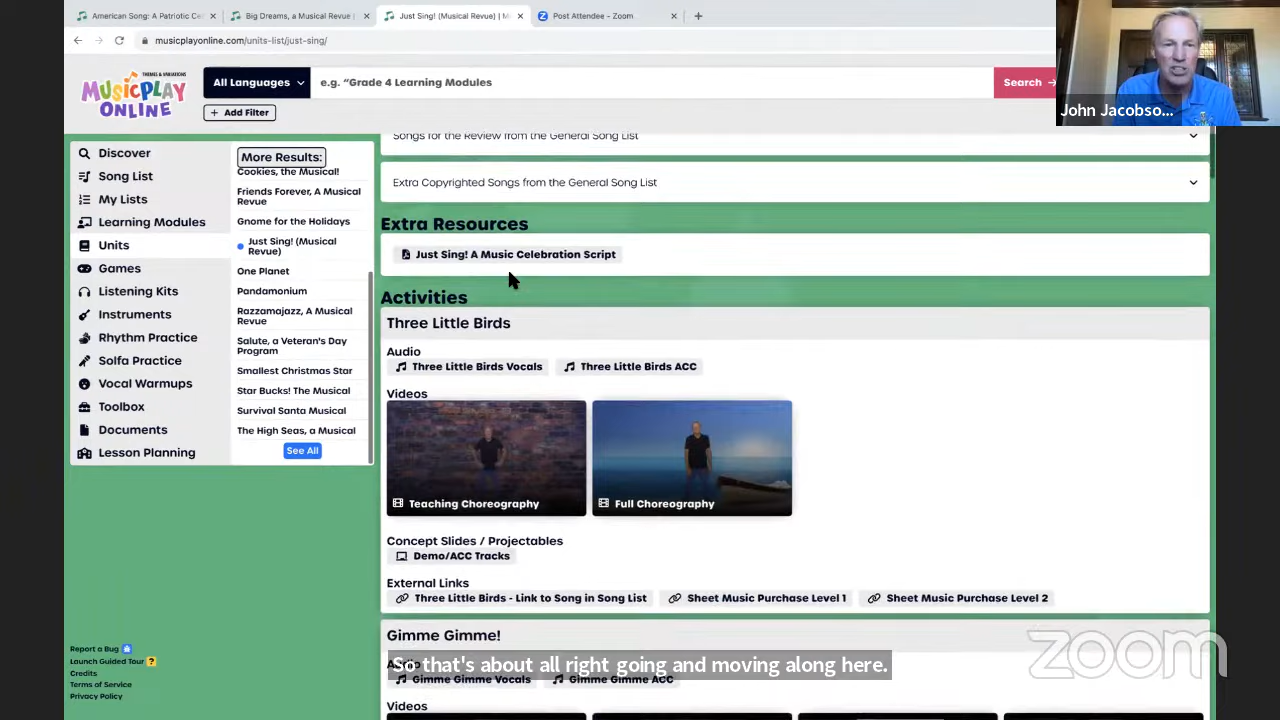 American Song: A Patriotic Ce
Big Dreams, a Musical Revue
Just Sing! (Musical Revue) | M
Post Attendee - Zoom
musicplayonline.com/units-list/just-sing/
THEMES & VARIATIONS
MUSICPLAY
ONLINE
All Languages
e.g. "Grade 4 Learning Modules
Search →
+ Add Filter
John Jacobso...
Discover
Song List
My Lists
Learning Modules
Units
Games
Listening Kits
Instruments
Rhythm Practice
Solfa Practice
Vocal Warmups
Toolbox
Documents
Lesson Planning
More Results:
Cookies, the Musical!
Friends Forever, A Musical
Revue
Gnome for the Holidays
Just Sing! (Musical
Revue)
One Planet
Pandamonium
Razzamajazz, A Musical
Revue
Salute, a Veteran's Day
Program
Smallest Christmas Star
Star Bucks! The Musical
Survival Santa Musical
The High Seas, a Musical
See All
Songs for the Review from the General Song List
Extra Copyrighted Songs from the General Song List
Extra Resources
Just Sing! A Music Celebration Script
Activities
Three Little Birds
Audio
Three Little Birds Vocals
Three Little Birds ACC
Videos
Teaching Choreography
Full Choreography
Concept Slides / Projectables
Demo/ACC Tracks
External Links
Three Little Birds - Link to Song in Song List
Sheet Music Purchase Level 1
Sheet Music Purchase Level 2
Gimme Gimme!
So that's about all right going and moving along here.
Audio
Gimme Gimme Vocals
Gimme Gimme ACC
Videos
Report a Bug
Launch Guided Tour ?
Credits
Terms of Service
Privacy Policy
zoom